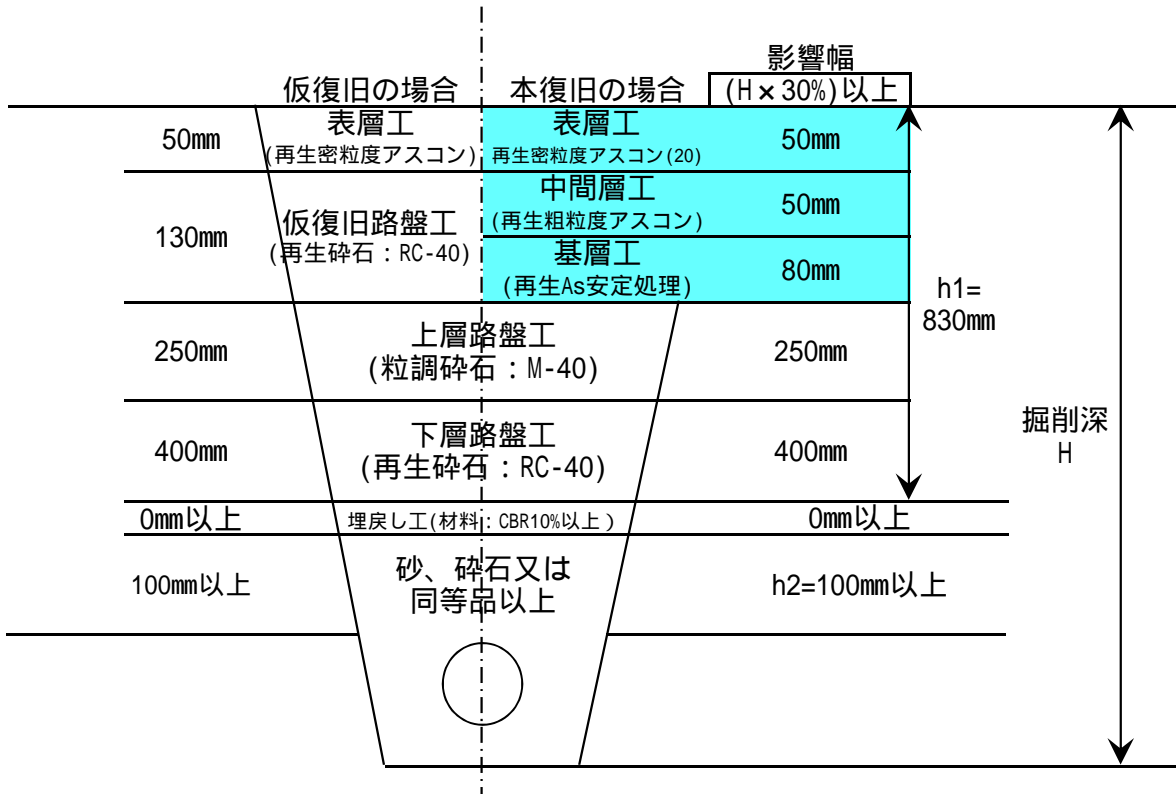 影響幅
仮復旧の場合 本復旧の場合 (H×30%)以上
50㎜ 表層工 表層工 50㎜
(再生密粒度アスコン) 再生密粒度アスコン(20)
中間層工 50㎜
(再生粗粒度アスコン)
130㎜ 仮復旧路盤工
(再生砕石：RC-40)
基層工 80㎜
(再生As安定処理)
h1=
830㎜
250㎜ 上層路盤工 250㎜
(粒調砕石：M-40)
掘削深
H
400㎜ 下層路盤工 400㎜
(再生砕石：RC-40)
0㎜以上 埋戻し工(材料：CBR10%以上) 0㎜以上
100㎜以上 砂、砕石又は h2=100㎜以上
同等品以上